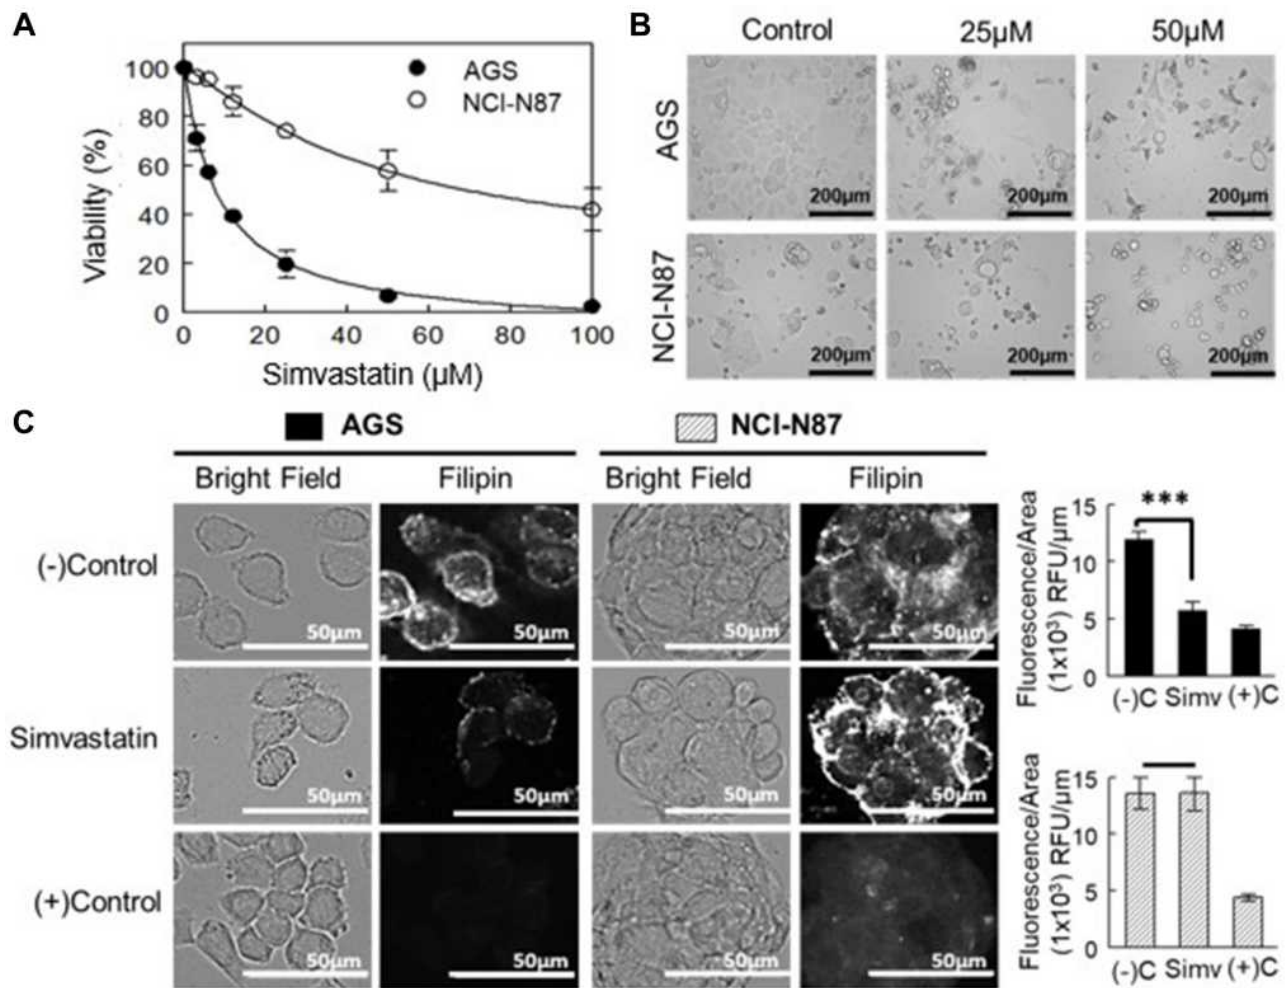 A
100
80
60
40
20
0
Viability (%)
AGS
NCI-N87
0 20 40 60 80 100
Simvastatin (µM)
B
Control 25µM 50µM
AGS
200µm 200µm 200µm
NCI-N87
200µm 200µm 200µm
C
AGS NCI-N87
Bright Field Filipin Bright Field Filipin
(-)Control
50µm 50µm 50µm 50µm
Simvastatin
50µm 50µm 50µm 50µm
(+)Control
50µm 50µm 50µm 50µm
Fluorescence/Area
(1x10³) RFU/µm
15
10
5
0
***
(-)C Simv (+)C
Fluorescence/Area
(1x10³) RFU/µm
15
10
5
0
(-)C Simv (+)C